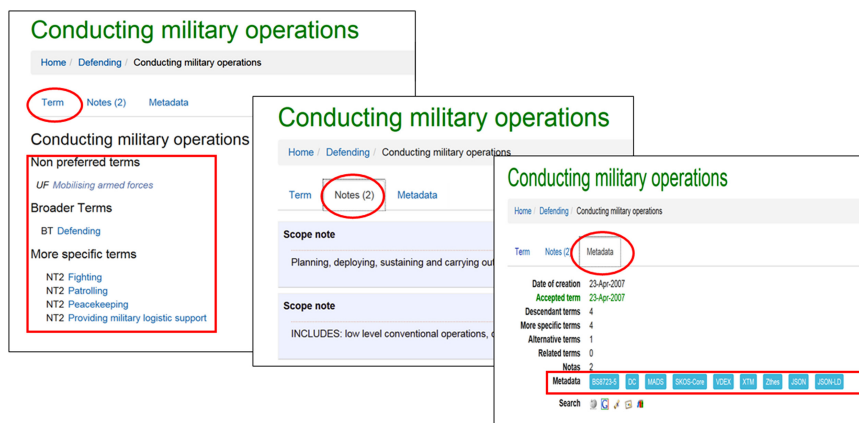 Conducting military operations
Home / Defending / Conducting military operations
Term Notes (2) Metadata
Conducting military operations
Non preferred terms
UF Mobilising armed forces
Broader Terms
BT Defending
More specific terms
NT2 Fighting
NT2 Patrolling
NT2 Peacekeeping
NT2 Providing military logistic support
Conducting military operations
Home / Defending / Conducting military operations
Term Notes (2) Metadata
Scope note
Planning, deploying, sustaining and carrying out
Scope note
INCLUDES: low level conventional operations,
Conducting military operations
Home / Defending / Conducting military operations
Term Notes (2) Metadata
Date of creation 23-Apr-2007
Accepted term 23-Apr-2007
Descendant terms 4
More specific terms 4
Alternative terms 1
Related terms 0
Notas 2
Metadata BS8723-5 DC MADS SKOS-Core VDEX XTM Zthes JSON JSON-LD
Search